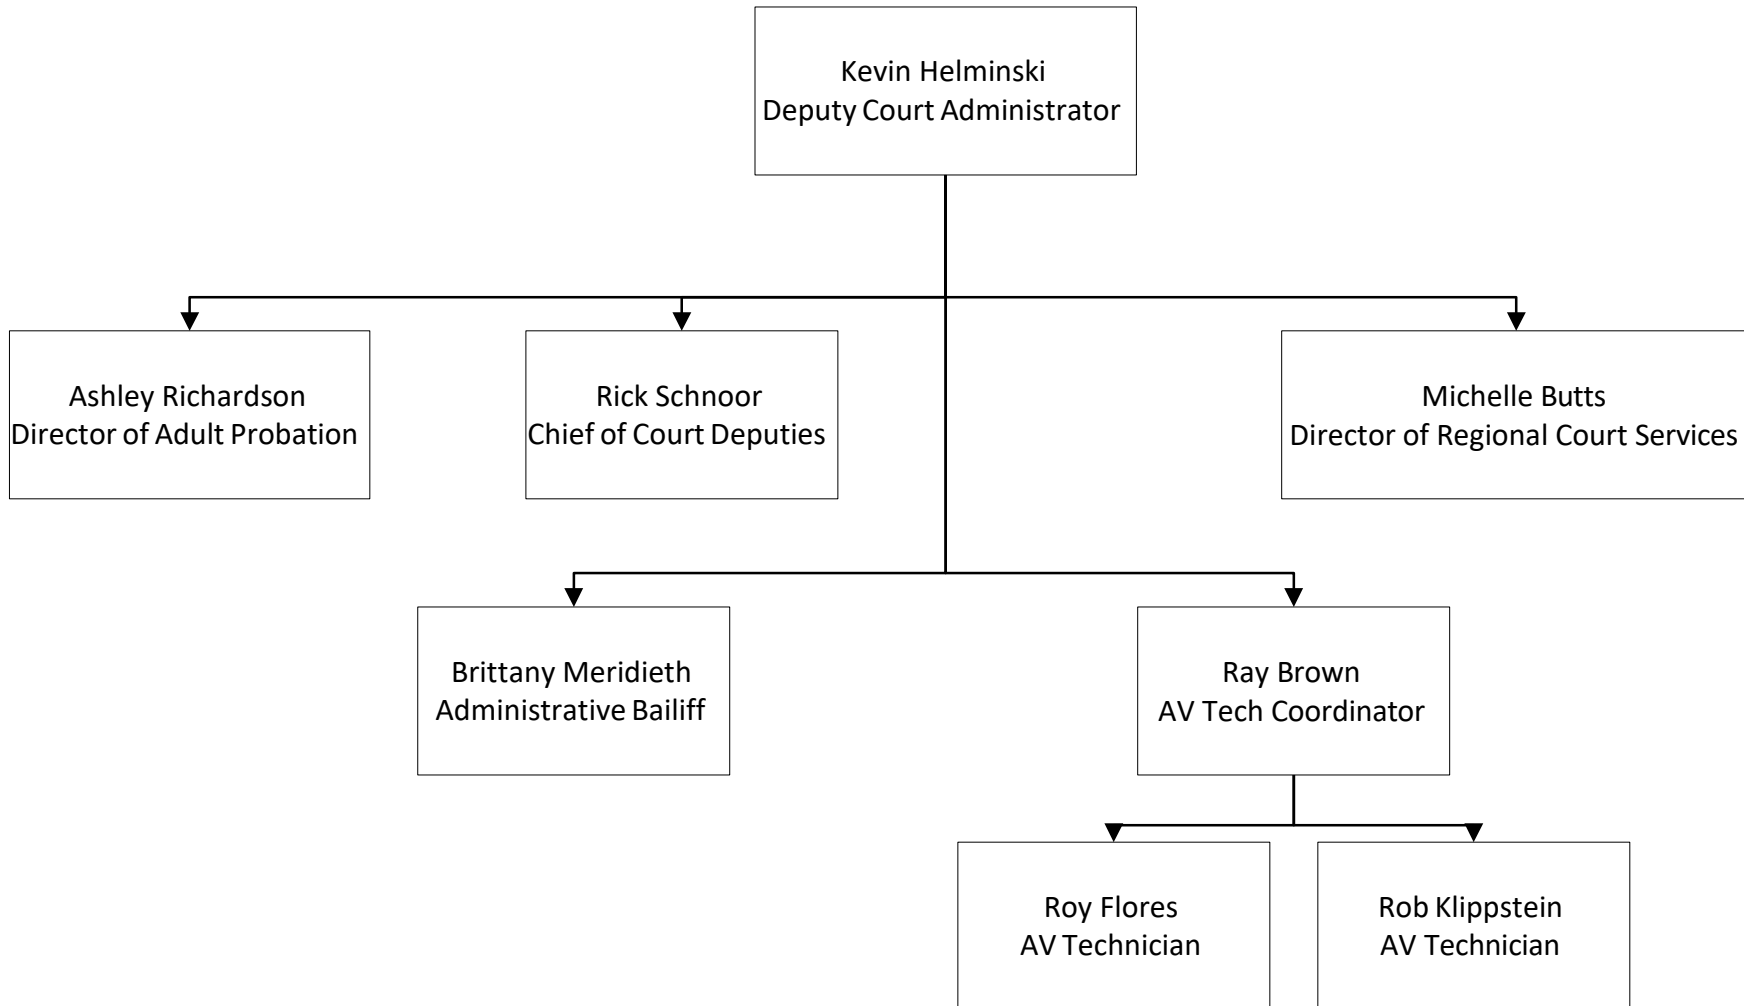 Kevin Helminski
Deputy Court Administrator
Ashley Richardson
Director of Adult Probation
Rick Schnoor
Chief of Court Deputies
Michelle Butts
Director of Regional Court Services
Brittany Meridieth
Administrative Bailiff
Ray Brown
AV Tech Coordinator
Roy Flores
AV Technician
Rob Klippstein
AV Technician